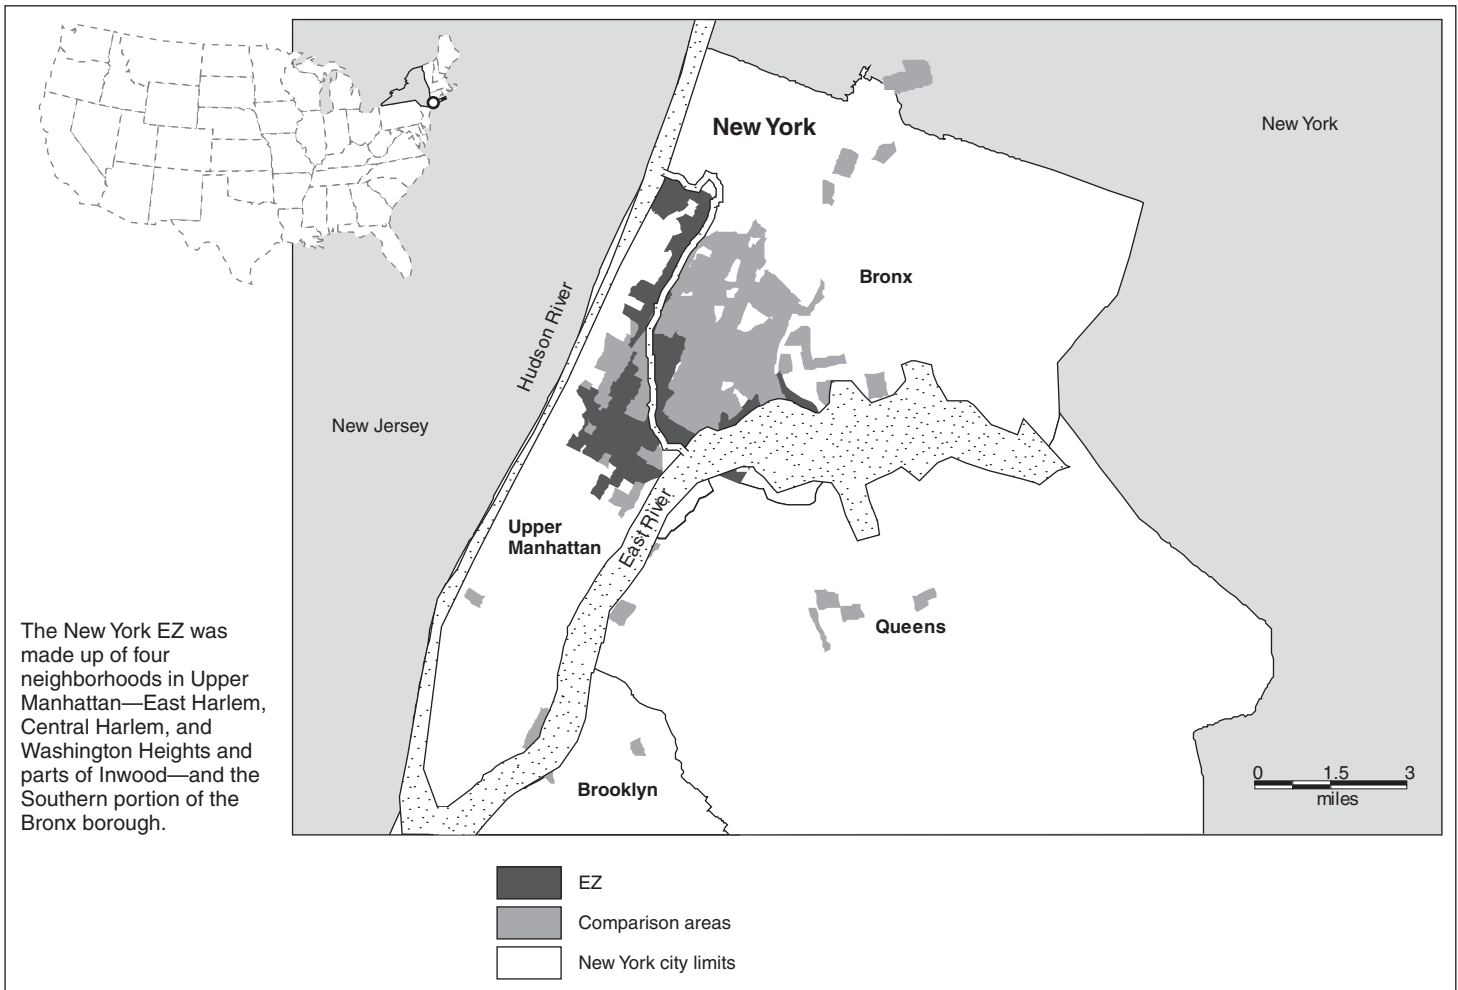 New York
New York
Bronx
Hudson River
New Jersey
Upper
Manhattan
East River
Queens
The New York EZ was
made up of four
neighborhoods in Upper
Manhattan—East Harlem,
Central Harlem, and
Washington Heights and
parts of Inwood—and the
Southern portion of the
Bronx borough.
Brooklyn
0 1.5 3
miles
EZ
Comparison areas
New York city limits